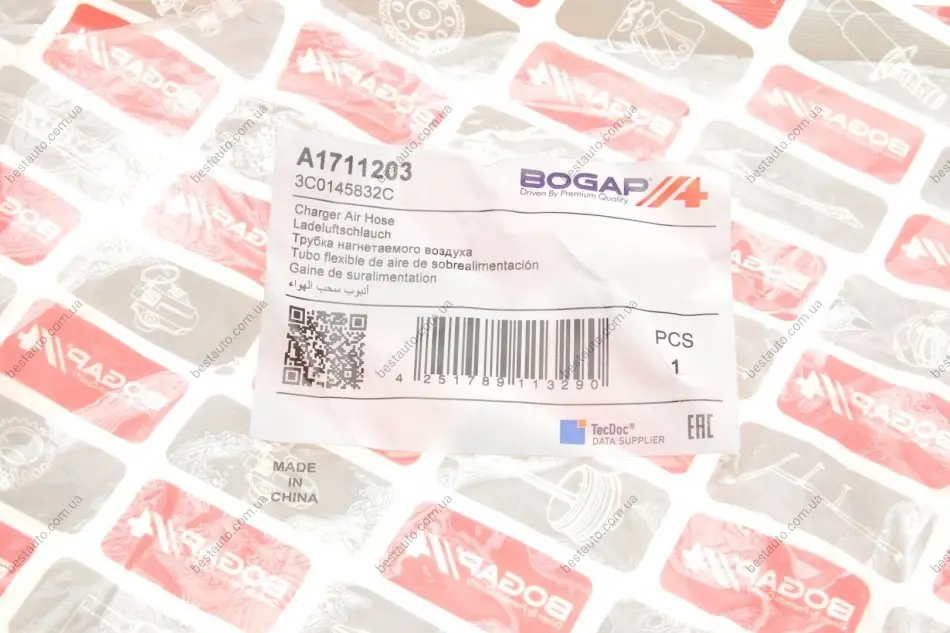 A1711203
3C0145832C
BOGAP
Driven By Premium Quality
Charger Air Hose
Ladeluftschlauch
Трубка нагнетаемого воздуха
Tubo flexible de aire de sobrealimentación
Gaine de suralimentation
أنبوب سحب الهواء
PCS
1
4 251789 113290
TecDoc®
DATA SUPPLIER
EAC
MADE
IN
CHINA
BOGAP
bestauto.com.ua